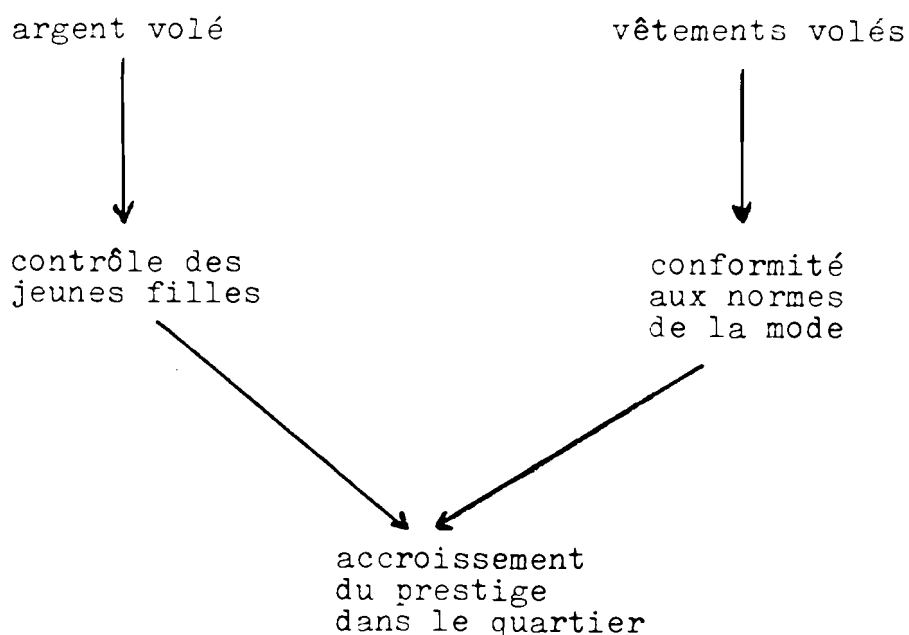 argent volé
vêtements volés
contrôle des
jeunes filles
conformité
aux normes
de la mode
accroissement
du prestige
dans le quartier